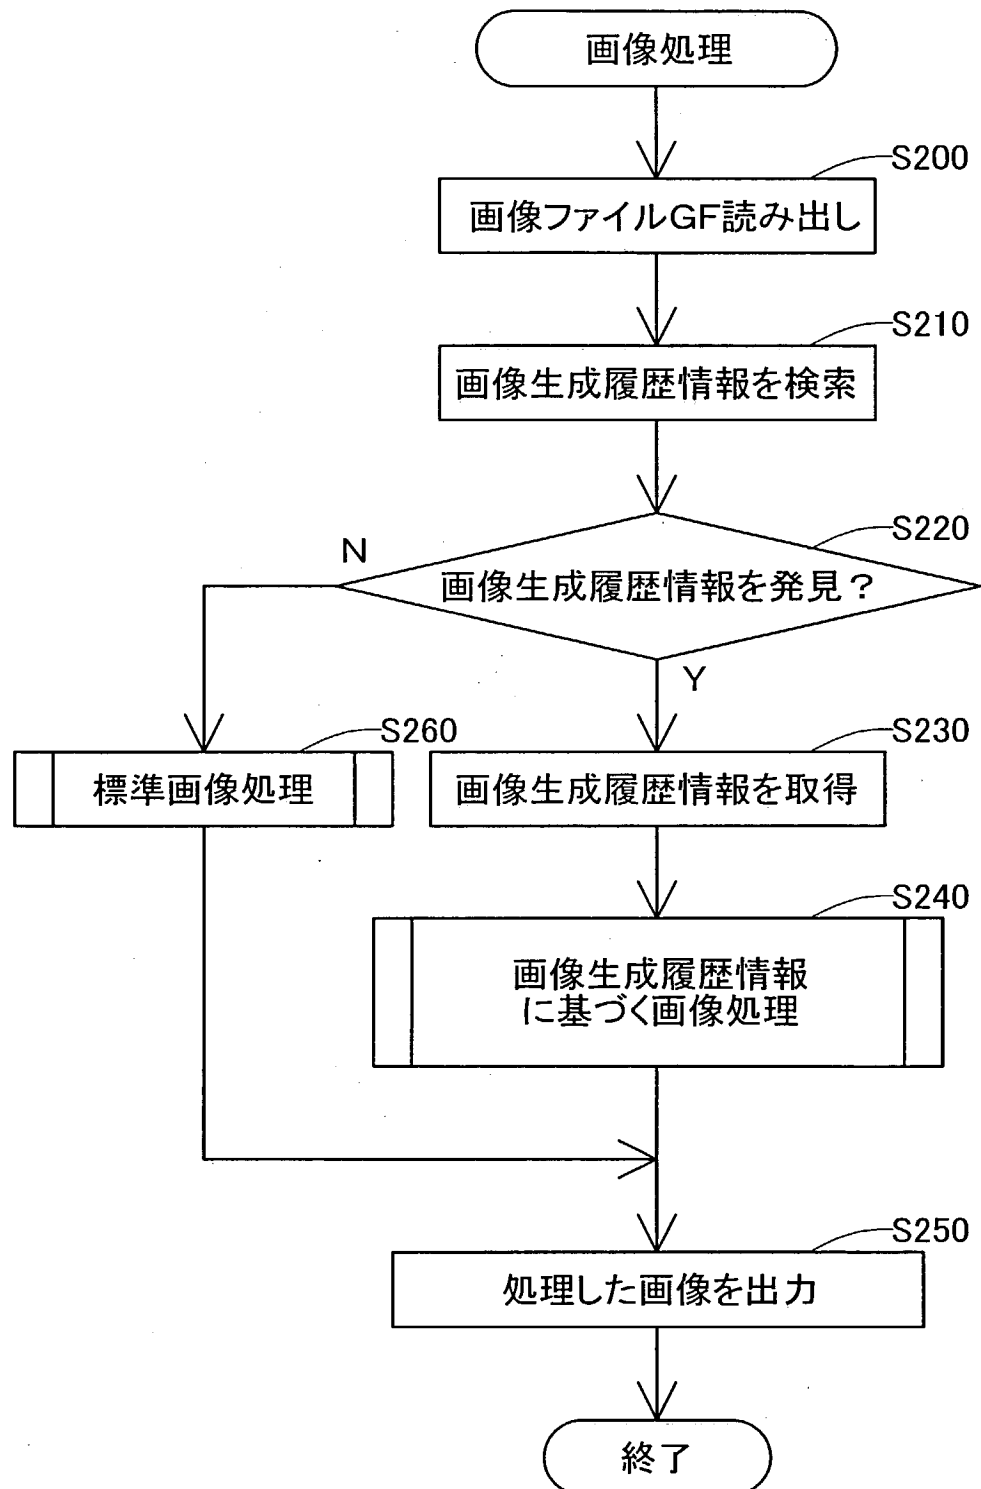 画像処理
S200
画像ファイルGF読み出し
S210
画像生成履歴情報を検索
S220
N
画像生成履歴情報を発見？
Y
S260
標準画像処理
S230
画像生成履歴情報を取得
S240
画像生成履歴情報
に基づく画像処理
S250
処理した画像を出力
終了